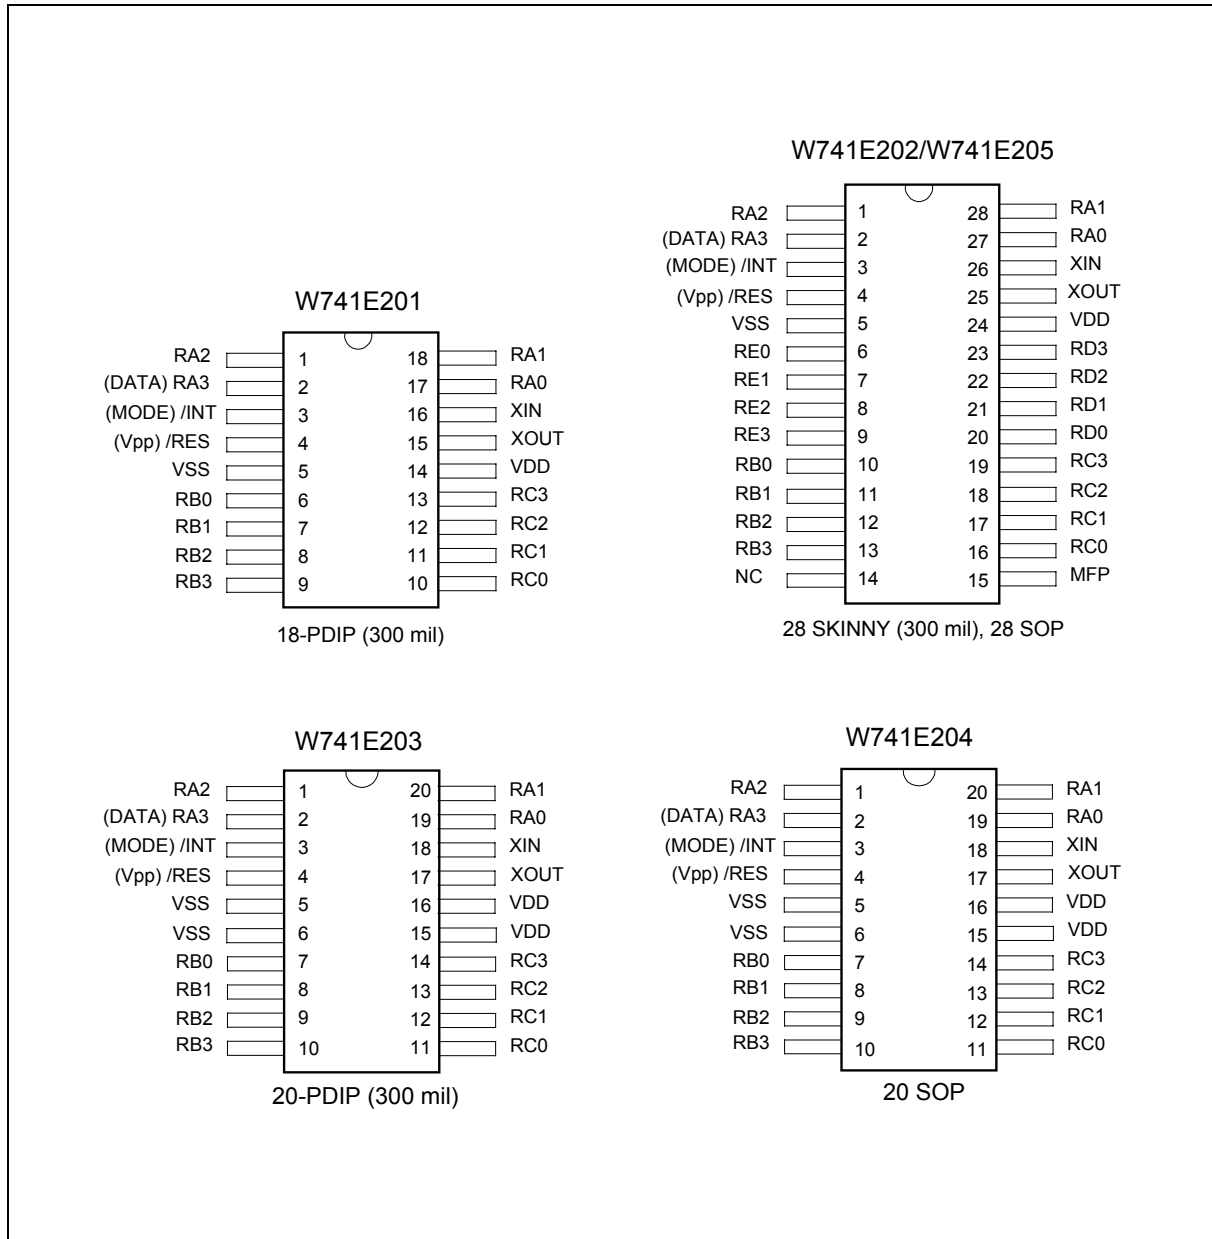 W741E201
RA2 1 18 RA1
(DATA) RA3 2 17 RA0
(MODE) /INT 3 16 XIN
(Vpp) /RES 4 15 XOUT
VSS 5 14 VDD
RB0 6 13 RC3
RB1 7 12 RC2
RB2 8 11 RC1
RB3 9 10 RC0
18-PDIP (300 mil)
W741E202/W741E205
RA2 1 28 RA1
(DATA) RA3 2 27 RA0
(MODE) /INT 3 26 XIN
(Vpp) /RES 4 25 XOUT
VSS 5 24 VDD
RE0 6 23 RD3
RE1 7 22 RD2
RE2 8 21 RD1
RE3 9 20 RD0
RB0 10 19 RC3
RB1 11 18 RC2
RB2 12 17 RC1
RB3 13 16 RC0
NC 14 15 MFP
28 SKINNY (300 mil), 28 SOP
W741E203
RA2 1 20 RA1
(DATA) RA3 2 19 RA0
(MODE) /INT 3 18 XIN
(Vpp) /RES 4 17 XOUT
VSS 5 16 VDD
VSS 6 15 VDD
RB0 7 14 RC3
RB1 8 13 RC2
RB2 9 12 RC1
RB3 10 11 RC0
20-PDIP (300 mil)
W741E204
RA2 1 20 RA1
(DATA) RA3 2 19 RA0
(MODE) /INT 3 18 XIN
(Vpp) /RES 4 17 XOUT
VSS 5 16 VDD
VSS 6 15 VDD
RB0 7 14 RC3
RB1 8 13 RC2
RB2 9 12 RC1
RB3 10 11 RC0
20 SOP